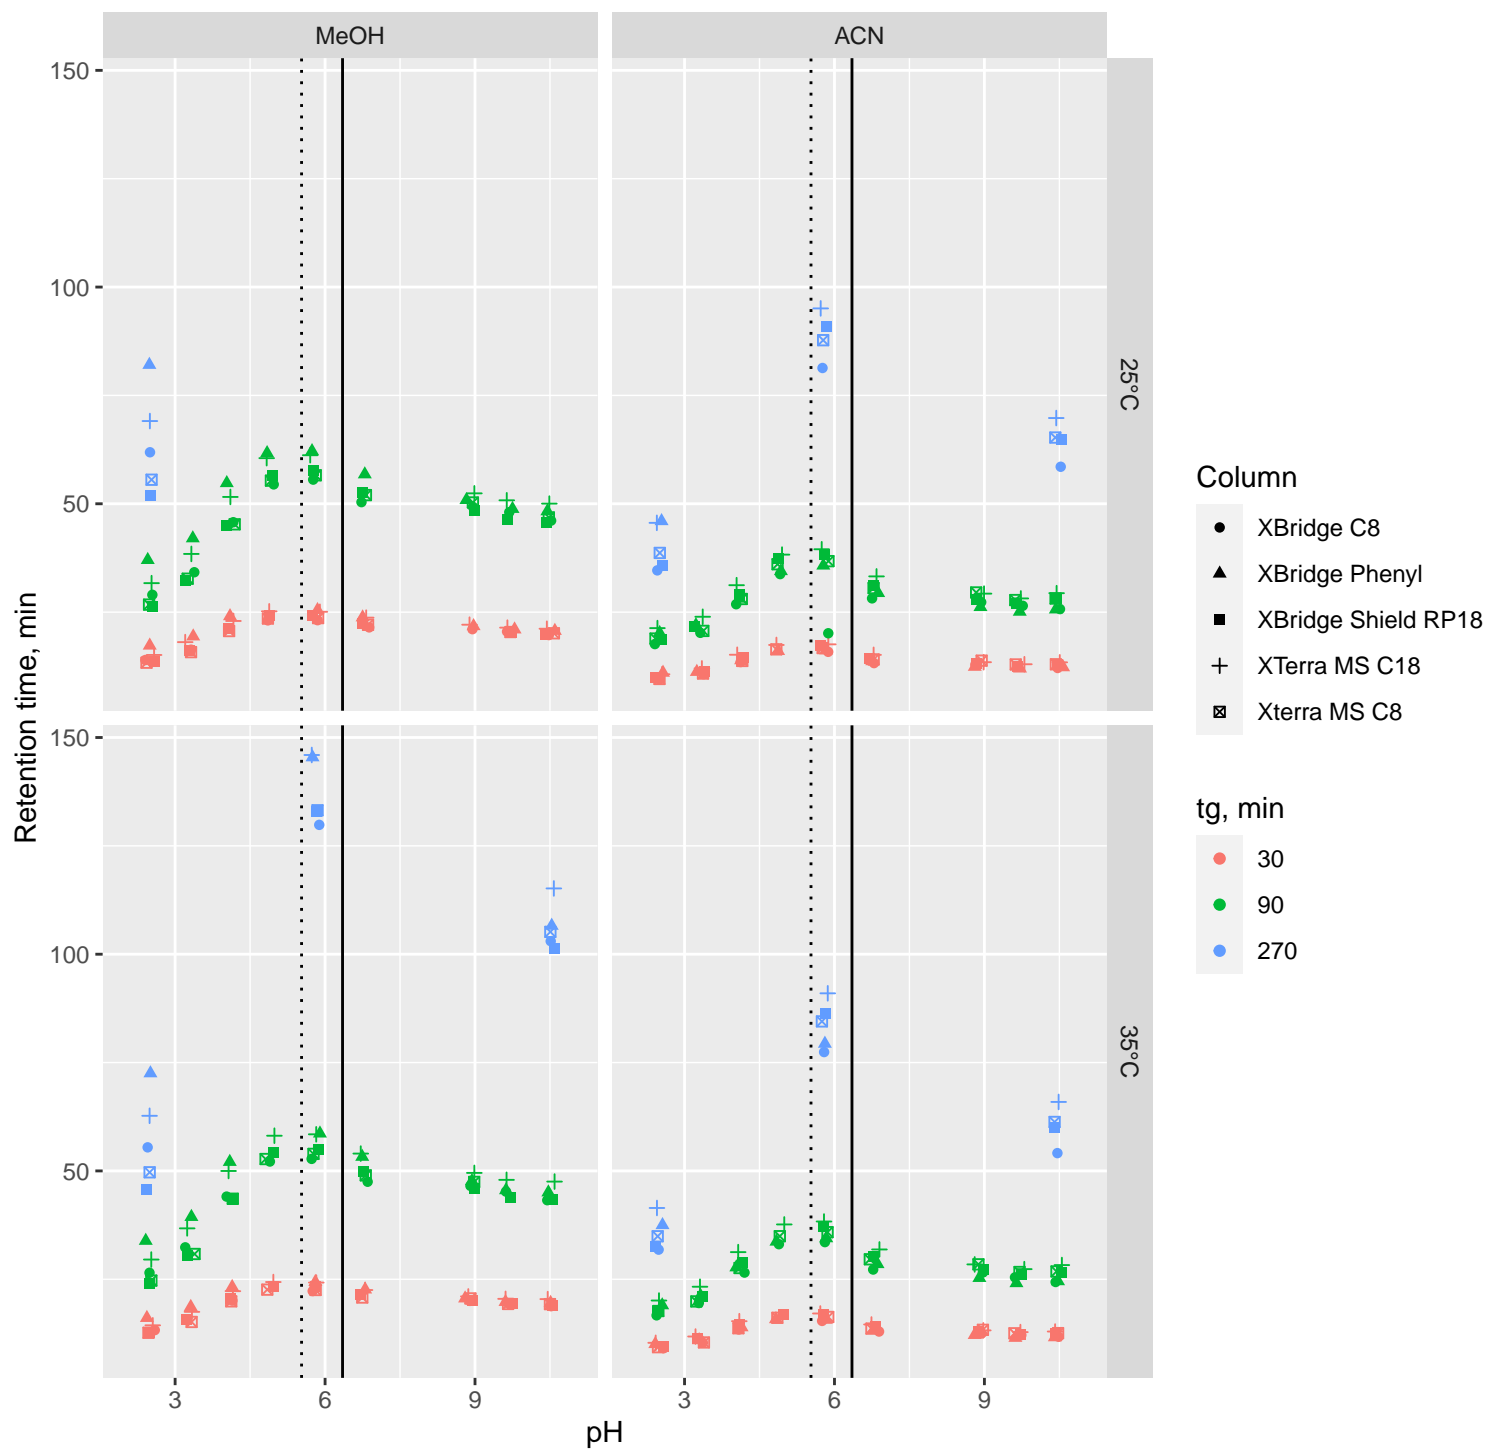 MeOH
ACN
150
100
50
25°C
150
100
50
35°C
3
6
9
3
6
9
pH
Retention time, min
Column
XBridge C8
XBridge Phenyl
XBridge Shield RP18
XTerra MS C18
Xterra MS C8
tg, min
30
90
270